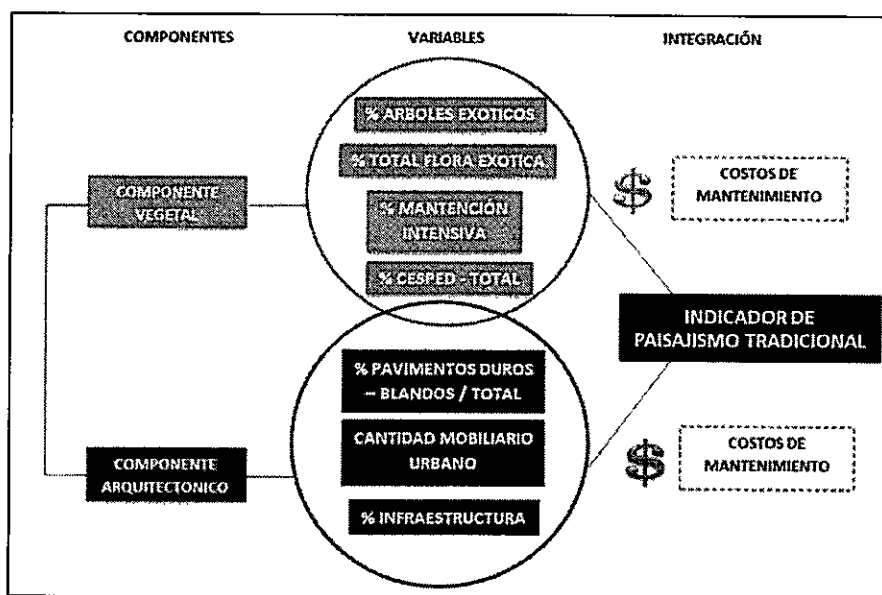 COMPONENTES VARIABLES INTEGRACIÓN
% ARBOLES EXOTICOS
% TOTAL FLORA EXOTICA
COMPONENTE
VEGETAL
% MANTENCIÓN
INTENSIVA
% CESPED - TOTAL
$ COSTOS DE
MANTENIMIENTO
INDICADOR DE
PAISAJISMO TRADICIONAL
% PAVIMENTOS DUROS
– BLANDOS / TOTAL
CANTIDAD MOBILIARIO
URBANO
COMPONENTE
ARQUITECTONICO
% INFRAESTRUCTURA
$ COSTOS DE
MANTENIMIENTO